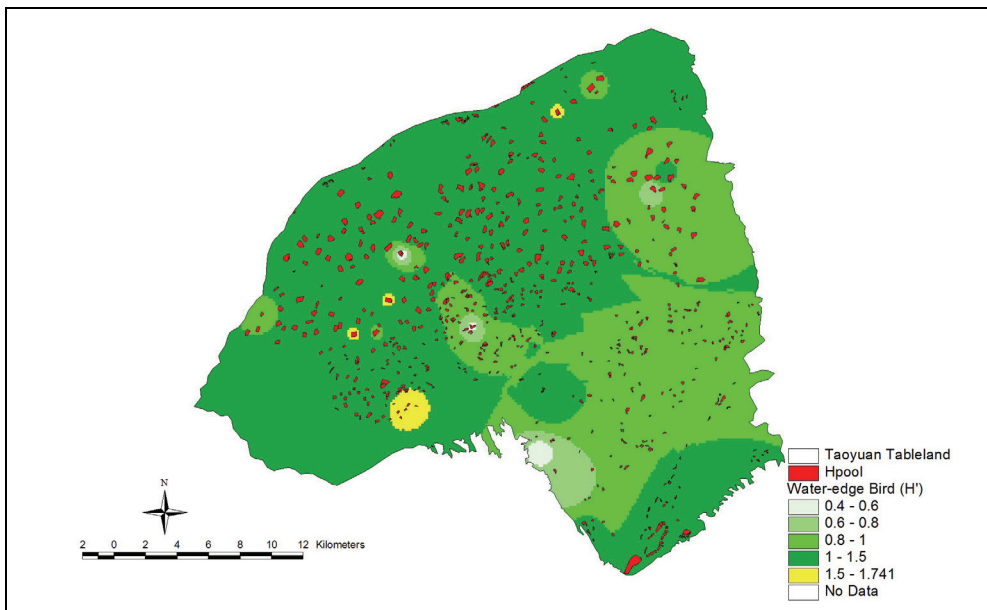 Taoyuan Tableland
Hpool
Water-edge Bird (H')
0.4 - 0.6
0.6 - 0.8
0.8 - 1
1 - 1.5
1.5 - 1.741
No Data
N
2 0 2 4 6 8 10 12 Kilometers